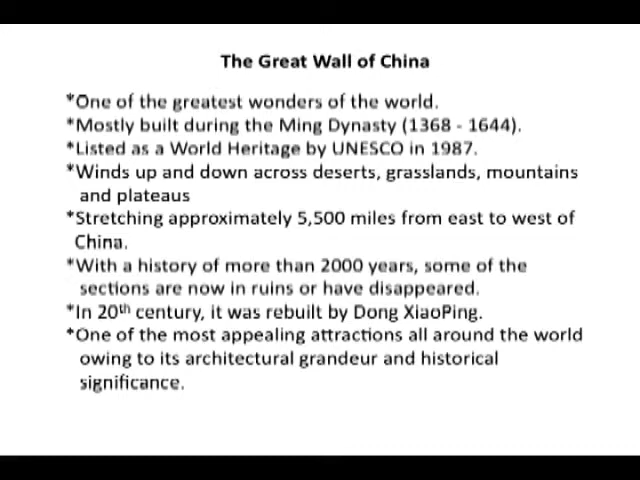 The Great Wall of China
*One of the greatest wonders of the world.
*Mostly built during the Ming Dynasty (1368 - 1644).
*Listed as a World Heritage by UNESCO in 1987.
*Winds up and down across deserts, grasslands, mountains
and plateaus
*Stretching approximately 5,500 miles from east to west of
China.
*With a history of more than 2000 years, some of the
sections are now in ruins or have disappeared.
*In 20th century, it was rebuilt by Dong XiaoPing.
*One of the most appealing attractions all around the world
owing to its architectural grandeur and historical
significance.